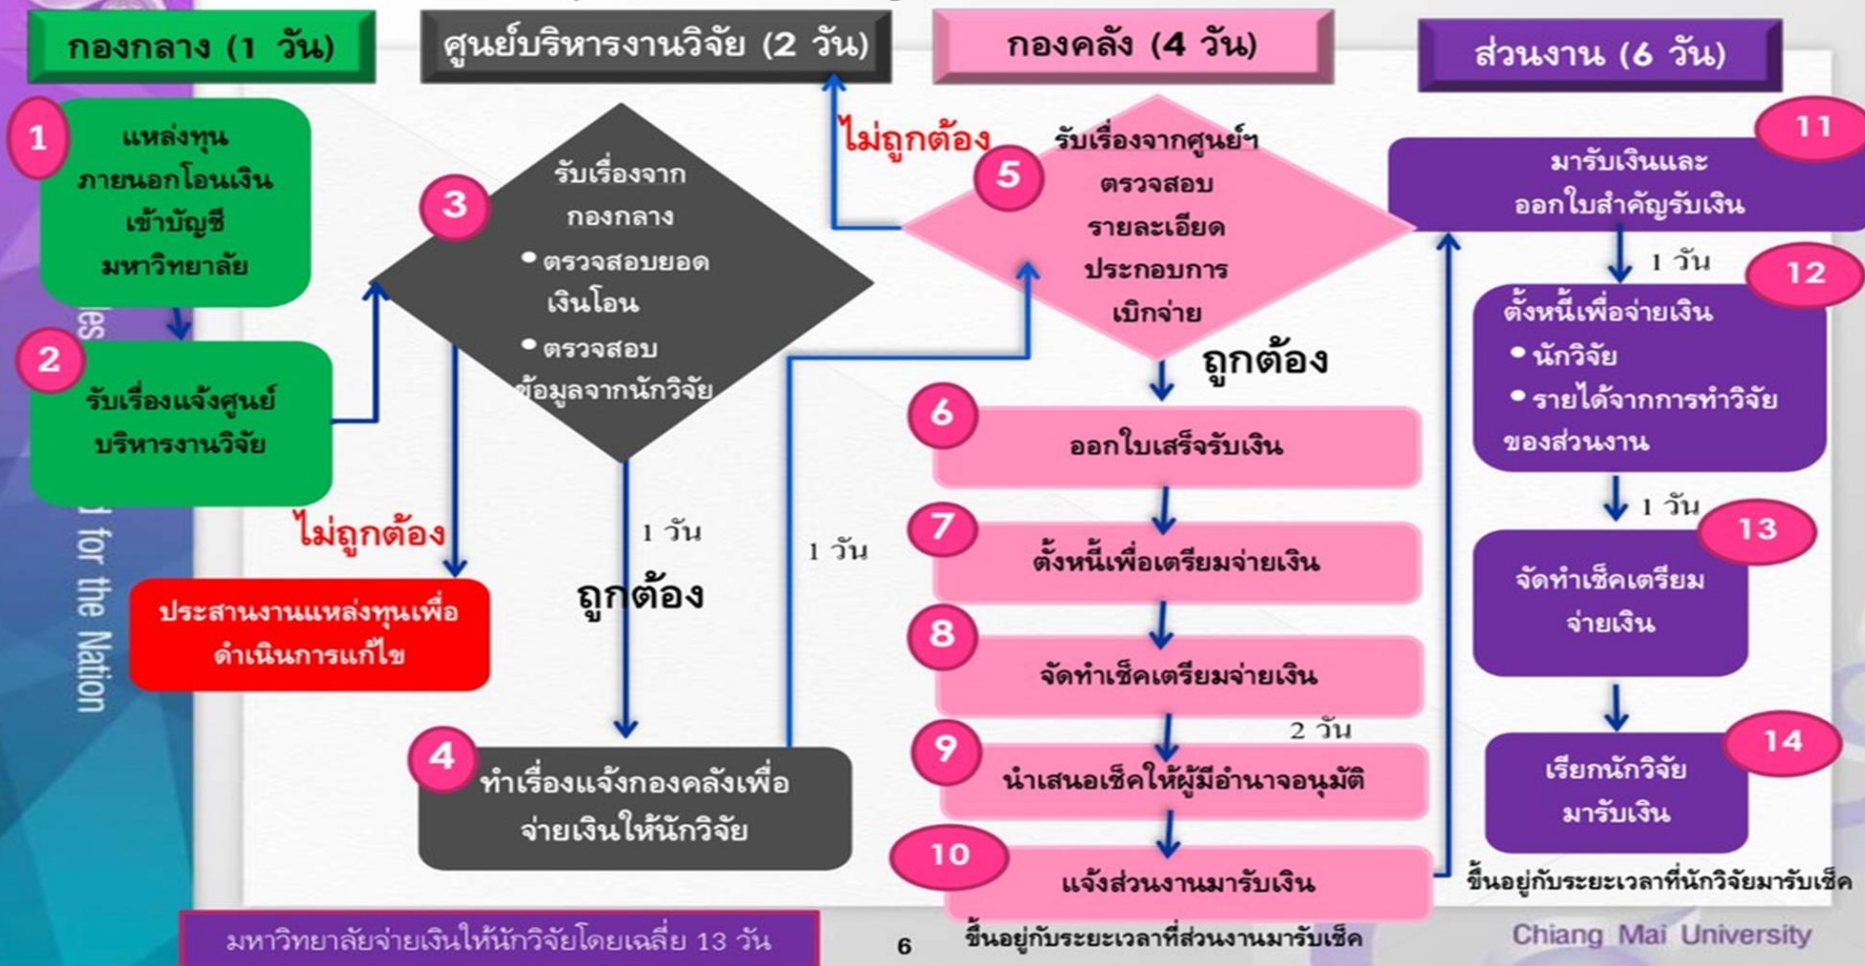 กองกลาง (1 วัน)
1
แหล่งทุน
ภายนอกโอนเงิน
เข้าบัญชี
มหาวิทยาลัย
2
รับเรื่องแจ้งศูนย์
บริหารงานวิจัย
ศูนย์บริหารงานวิจัย (2 วัน)
3
รับเรื่องจาก
กองกลาง
• ตรวจสอบยอด
เงินโอน
• ตรวจสอบ
ข้อมูลจากนักวิจัย
ไม่ถูกต้อง
ประสานงานแหล่งทุนเพื่อ
ดำเนินการแก้ไข
1 วัน
ถูกต้อง
4
ทำเรื่องแจ้งกองคลังเพื่อ
จ่ายเงินให้นักวิจัย
1 วัน
กองคลัง (4 วัน)
ไม่ถูกต้อง
5
รับเรื่องจากศูนย์ฯ
ตรวจสอบ
รายละเอียด
ประกอบการ
เบิกจ่าย
ถูกต้อง
6
ออกใบเสร็จรับเงิน
7
ตั้งหนี้เพื่อเตรียมจ่ายเงิน
8
จัดทำเช็คเตรียมจ่ายเงิน
2 วัน
9
นำเสนอเช็คให้ผู้มีอำนาจอนุมัติ
10
แจ้งส่วนงานมารับเงิน
ขึ้นอยู่กับระยะเวลาที่ส่วนงานมารับเช็ค
ส่วนงาน (6 วัน)
11
มารับเงินและ
ออกใบสำคัญรับเงิน
1 วัน
12
ตั้งหนี้เพื่อจ่ายเงิน
• นักวิจัย
• รายได้จากการทำวิจัย
ของส่วนงาน
1 วัน
13
จัดทำเช็คเตรียม
จ่ายเงิน
14
เรียกนักวิจัย
มารับเงิน
ขึ้นอยู่กับระยะเวลาที่นักวิจัยมารับเช็ค
มหาวิทยาลัยจ่ายเงินให้นักวิจัยโดยเฉลี่ย 13 วัน
6
Chiang Mai University
for the Nation